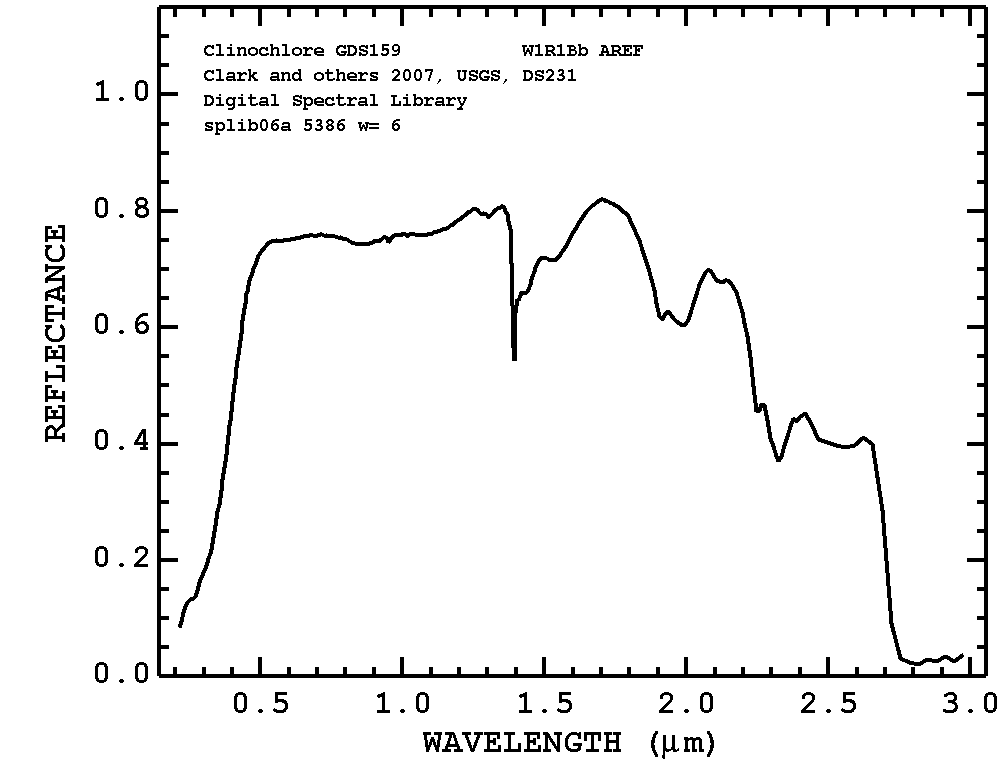 Clinochlore GDS159 W1R1Bb AREF
Clark and others 2007, USGS, DS231
Digital Spectral Library
splib06a 5386 w= 6
1.0
0.8
0.6
0.4
0.2
0.0
REFLECTANCE
0.5 1.0 1.5 2.0 2.5 3.0
WAVELENGTH (μm)